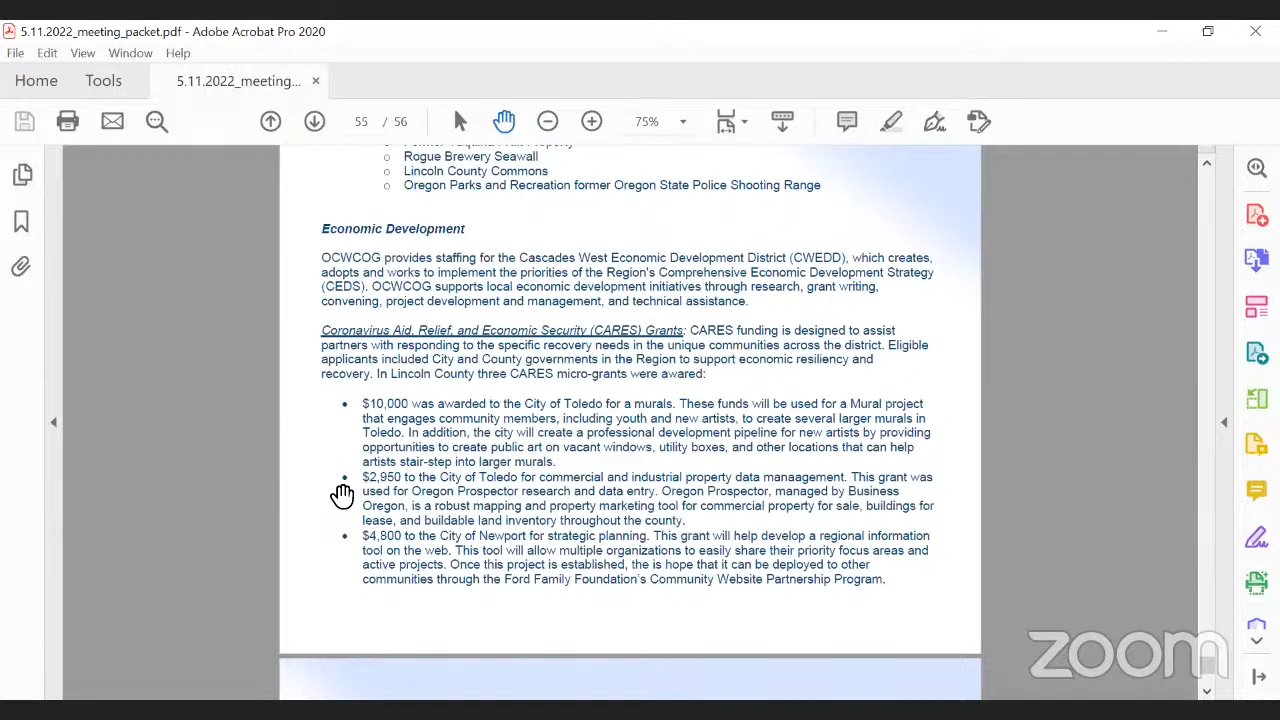 5.11.2022_meeting_packet.pdf - Adobe Acrobat Pro 2020
File Edit View Window Help
Home Tools 5.11.2022_meeting... ×
55 / 56 75%
Rogue Brewery Seawall
Lincoln County Commons
Oregon Parks and Recreation former Oregon State Police Shooting Range
Economic Development
OCWCOG provides staffing for the Cascades West Economic Development District (CWEDD), which creates,
adopts and works to implement the priorities of the Region's Comprehensive Economic Development Strategy
(CEDS). OCWCOG supports local economic development initiatives through research, grant writing,
convening, project development and management, and technical assistance.
Coronavirus Aid, Relief, and Economic Security (CARES) Grants: CARES funding is designed to assist
partners with responding to the specific recovery needs in the unique communities across the district. Eligible
applicants included City and County governments in the Region to support economic resiliency and
recovery. In Lincoln County three CARES micro-grants were awared:
• $10,000 was awarded to the City of Toledo for a murals. These funds will be used for a Mural project
that engages community members, including youth and new artists, to create several larger murals in
Toledo. In addition, the city will create a professional development pipeline for new artists by providing
opportunities to create public art on vacant windows, utility boxes, and other locations that can help
artists stair-step into larger murals.
• $2,950 to the City of Toledo for commercial and industrial property data manaagement. This grant was
used for Oregon Prospector research and data entry. Oregon Prospector, managed by Business
Oregon, is a robust mapping and property marketing tool for commercial property for sale, buildings for
lease, and buildable land inventory throughout the county.
• $4,800 to the City of Newport for strategic planning. This grant will help develop a regional information
tool on the web. This tool will allow multiple organizations to easily share their priority focus areas and
active projects. Once this project is established, the is hope that it can be deployed to other
communities through the Ford Family Foundation's Community Website Partnership Program.
zoom